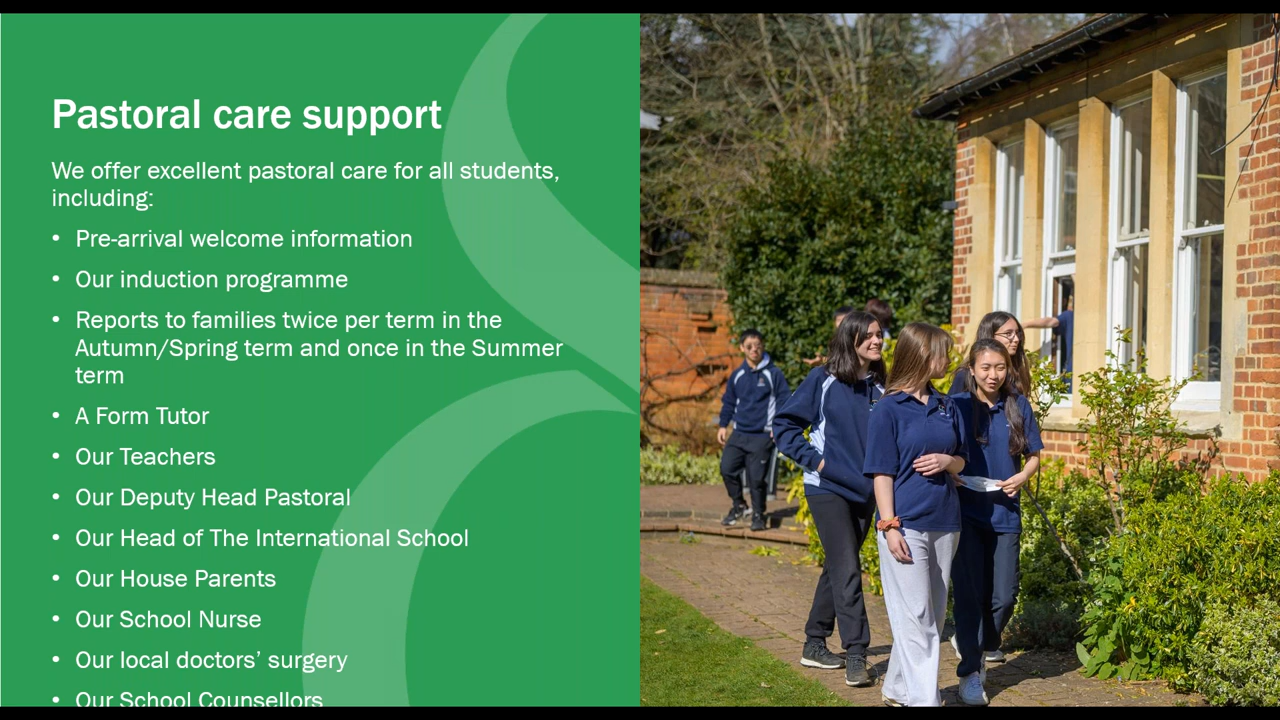 Pastoral care support
We offer excellent pastoral care for all students,
including:
• Pre-arrival welcome information
• Our induction programme
• Reports to families twice per term in the
Autumn/Spring term and once in the Summer
term
• A Form Tutor
• Our Teachers
• Our Deputy Head Pastoral
• Our Head of The International School
• Our House Parents
• Our School Nurse
• Our local doctors’ surgery
• Our School Counsellors